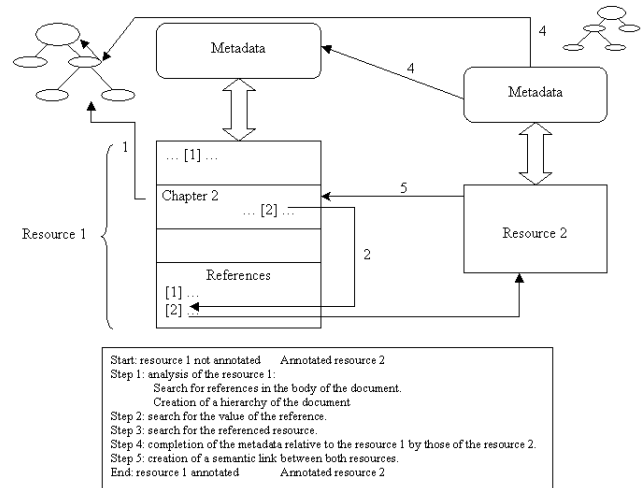 4
Metadata
4
Metadata
1
… [1] …
Chapter 2
… [2] …
5
Resource 1
2
Resource 2
References
[1] …
[2] …
Start: resource 1 not annotated Annotated resource 2
Step 1: analysis of the resource 1:
Search for references in the body of the document.
Creation of a hierarchy of the document
Step 2: search for the value of the reference.
Step 3: search for the referenced resource.
Step 4: completion of the metadata relative to the resource 1 by those of the resource 2.
Step 5: creation of a semantic link between both resources.
End: resource 1 annotated Annotated resource 2